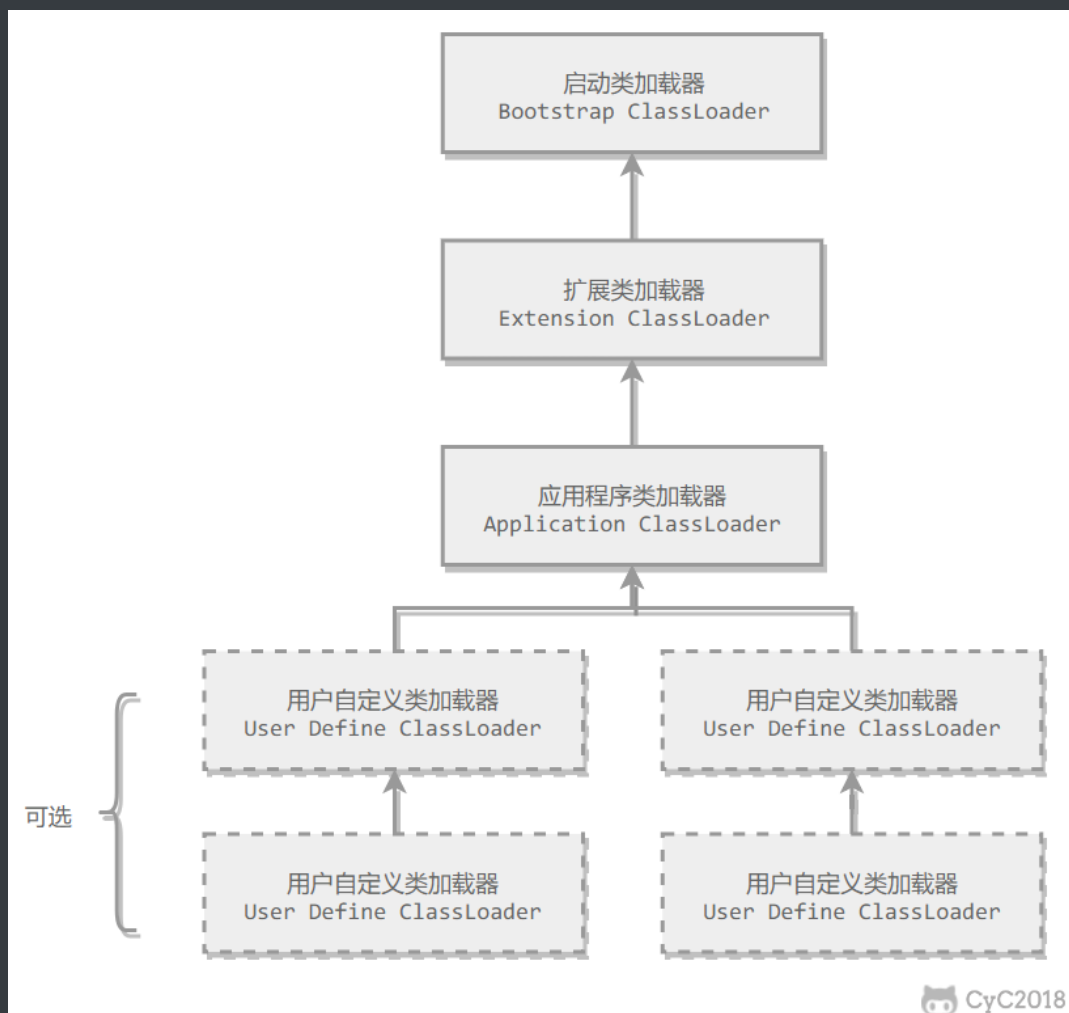 启动类加载器
Bootstrap ClassLoader
扩展类加载器
Extension ClassLoader
应用程序类加载器
Application ClassLoader
用户自定义类加载器
User Define ClassLoader
用户自定义类加载器
User Define ClassLoader
可选
用户自定义类加载器
User Define ClassLoader
用户自定义类加载器
User Define ClassLoader
CyC2018